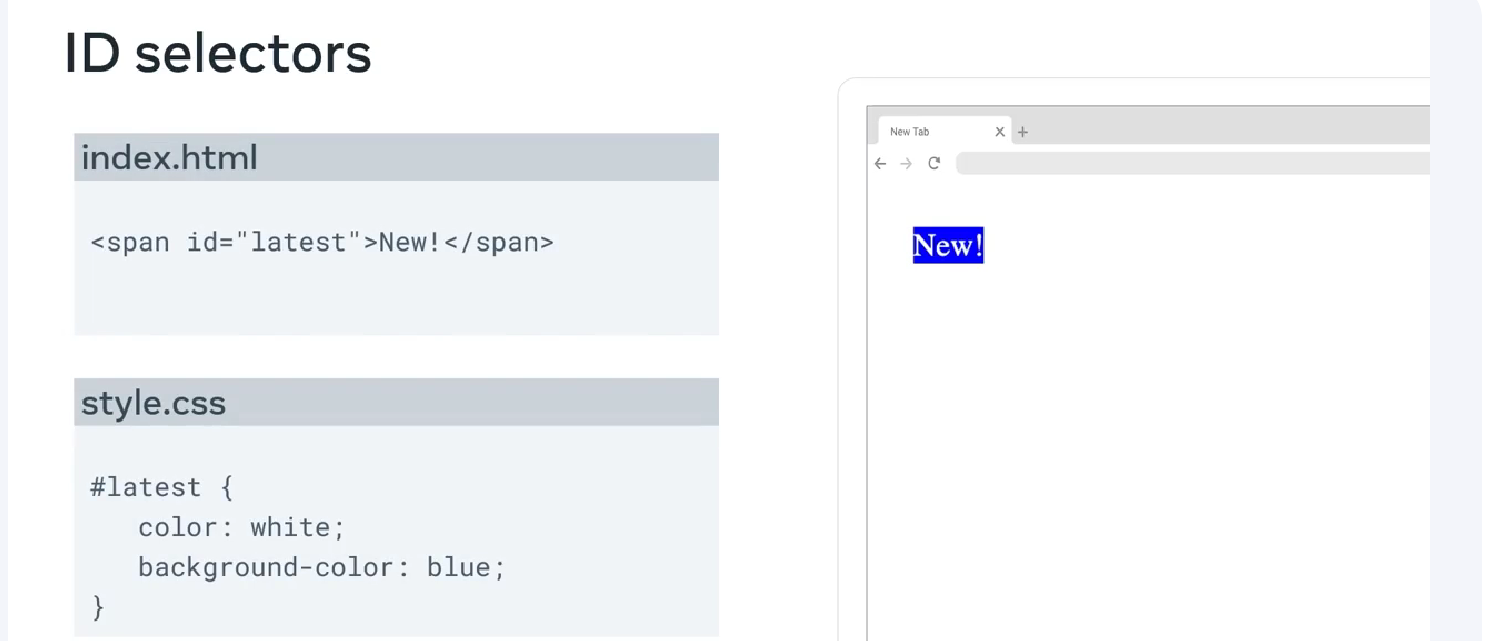 ID selectors
index.html
<span id="latest">New!</span>
style.css
#latest {
   color: white;
   background-color: blue;
}
New Tab X +
New!